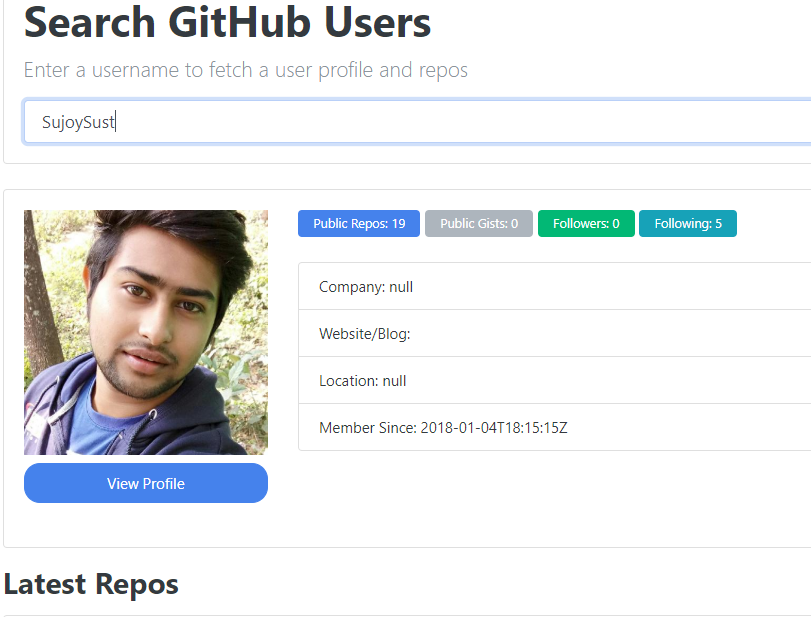 Search GitHub Users
Enter a username to fetch a user profile and repos
SujoySust
Public Repos: 19 Public Gists: 0 Followers: 0 Following: 5
Company: null
Website/Blog:
Location: null
Member Since: 2018-01-04T18:15:15Z
View Profile
Latest Repos